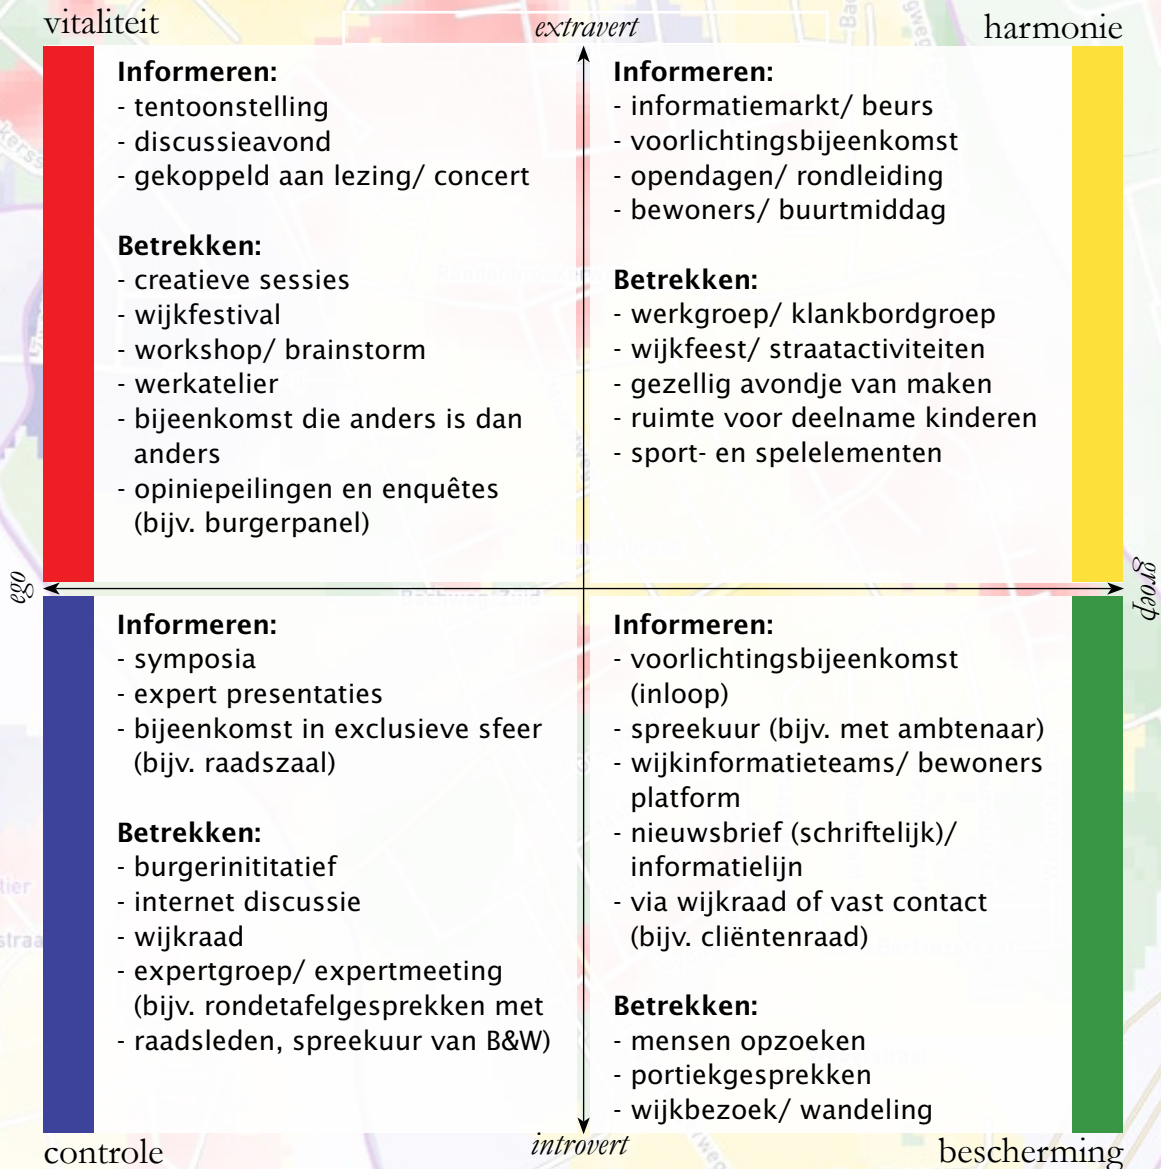 vitaliteit
extravert
harmonie
Informeren:
- tentoonstelling
- discussieavond
- gekoppeld aan lezing/ concert
Betrekken:
- creatieve sessies
- wijkfestival
- workshop/ brainstorm
- werkatelier
- bijeenkomst die anders is dan
anders
- opiniepeilingen en enquêtes
(bijv. burgerpanel)
Informeren:
- informatiemarkt/ beurs
- voorlichtingsbijeenkomst
- opendagen/ rondleiding
- bewoners/ buurtmiddag
Betrekken:
- werkgroep/ klankbordgroep
- wijkfeest/ straatactiviteiten
- gezellig avondje van maken
- ruimte voor deelname kinderen
- sport- en spelelementen
ego
groep
Informeren:
- symposia
- expert presentaties
- bijeenkomst in exclusieve sfeer
(bijv. raadszaal)
Betrekken:
- burgerinititatief
- internet discussie
- wijkraad
- expertgroep/ expertmeeting
(bijv. rondetafelgesprekken met
- raadsleden, spreekuur van B&W)
Informeren:
- voorlichtingsbijeenkomst
(inloop)
- spreekuur (bijv. met ambtenaar)
- wijkinformatieteams/ bewoners
platform
- nieuwsbrief (schriftelijk)/
informatielijn
- via wijkraad of vast contact
(bijv. cliëntenraad)
Betrekken:
- mensen opzoeken
- portiekgesprekken
- wijkbezoek/ wandeling
controle
introvert
bescherming